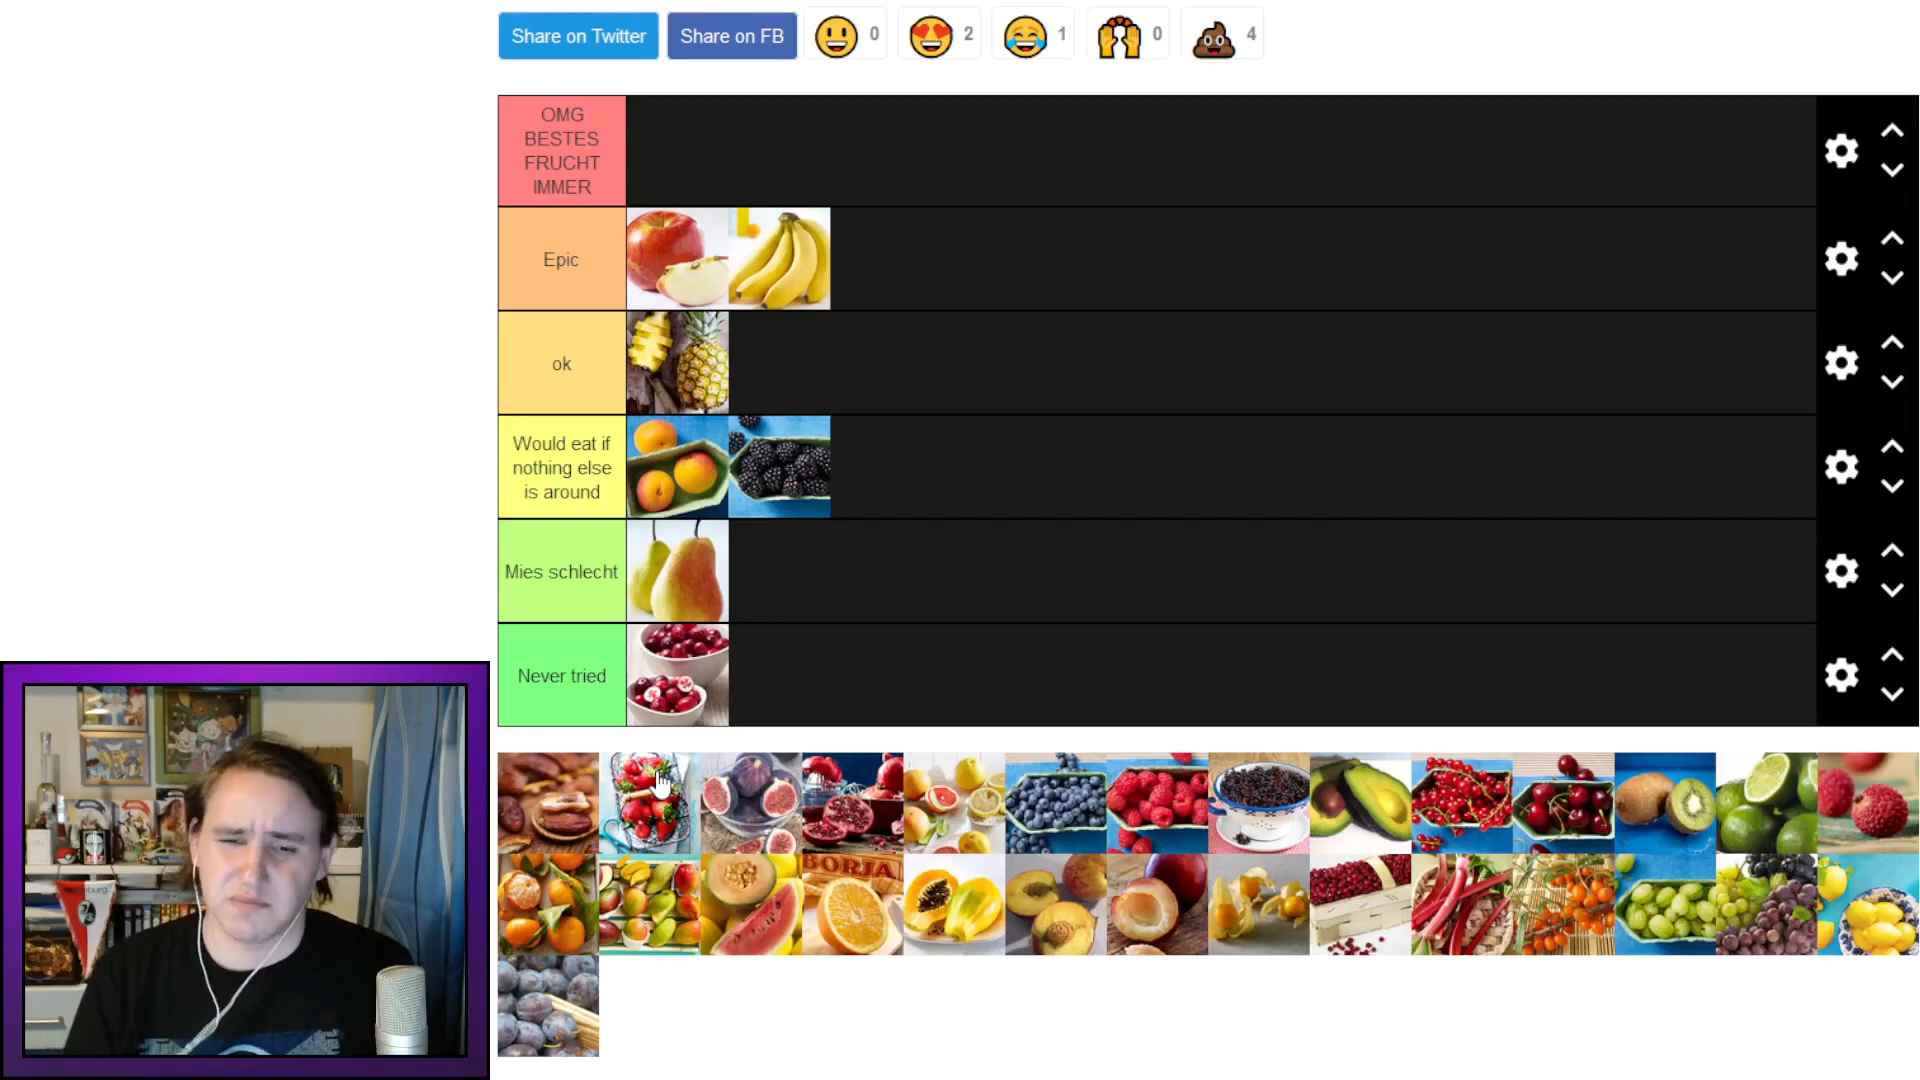 Share on Twitter
Share on FB
0
2
1
0
4
OMG
BESTES
FRUCHT
IMMER
Epic
ok
Would eat if
nothing else
is around
Mies schlecht
Never tried
BORJA